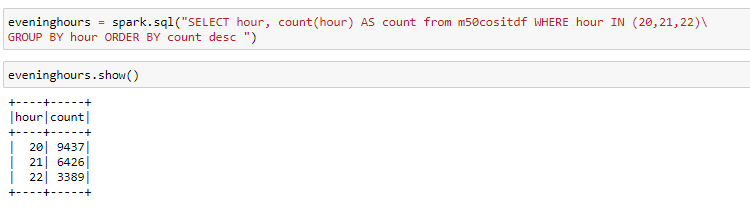 eveninghours = spark.sql("SELECT hour, count(hour) AS count from m50cositdf WHERE hour IN (20,21,22)\
GROUP BY hour ORDER BY count desc ")
eveninghours.show()
+----+-----+
|hour|count|
+----+-----+
|  20| 9437|
|  21| 6426|
|  22| 3389|
+----+-----+